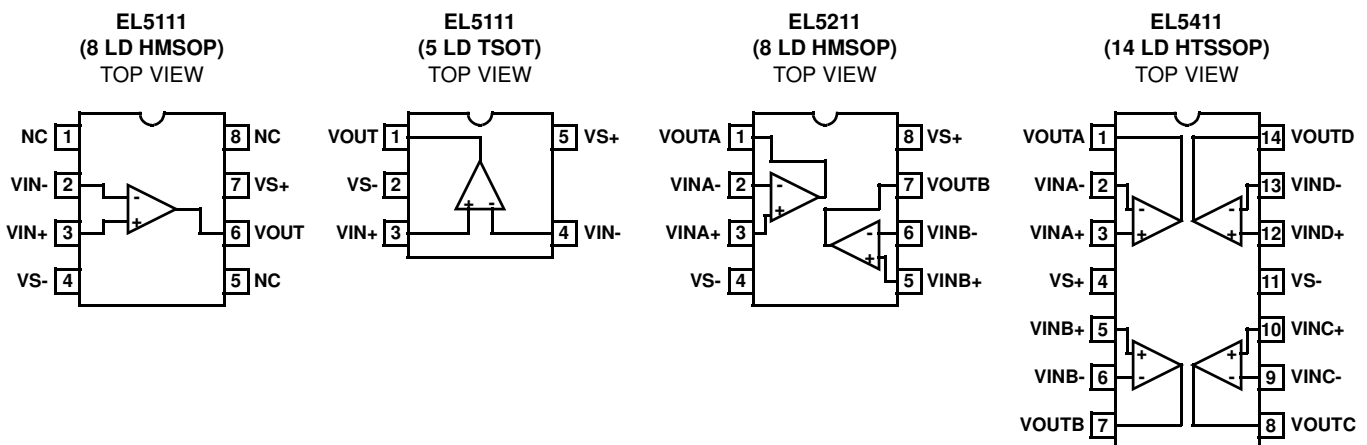 EL5111
(8 LD HMSOP)
TOP VIEW
NC 1
8 NC
VIN- 2
7 VS+
VIN+ 3
6 VOUT
VS- 4
5 NC
-
+
EL5111
(5 LD TSOT)
TOP VIEW
VOUT 1
5 VS+
VS- 2
VIN+ 3
4 VIN-
+ -
EL5211
(8 LD HMSOP)
TOP VIEW
VOUTA 1
8 VS+
VINA- 2
7 VOUTB
VINA+ 3
6 VINB-
VS- 4
5 VINB+
-
+
-
+
EL5411
(14 LD HTSSOP)
TOP VIEW
VOUTA 1
14 VOUTD
VINA- 2
13 VIND-
VINA+ 3
12 VIND+
VS+ 4
11 VS-
VINB+ 5
10 VINC+
VINB- 6
9 VINC-
VOUTB 7
8 VOUTC
- -
+ +
+ +
- -